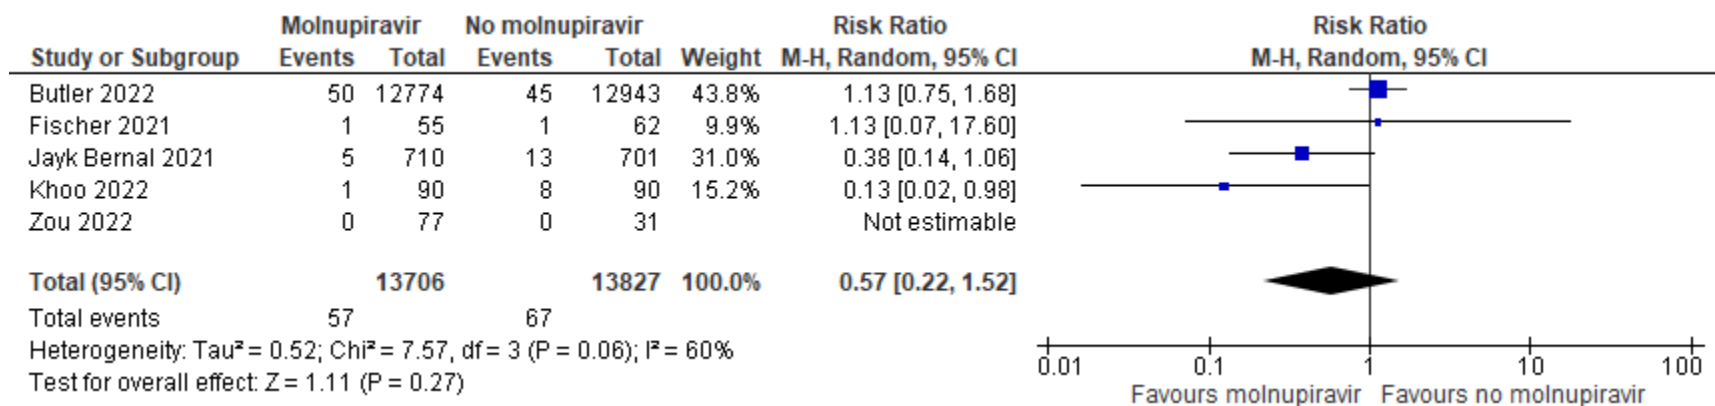 Molnupiravir No molnupiravir Risk Ratio Risk Ratio
Study or Subgroup Events Total Events Total Weight M-H, Random, 95% CI M-H, Random, 95% CI
Butler 2022 50 12774 45 12943 43.8% 1.13 [0.75, 1.68]
Fischer 2021 1 55 1 62 9.9% 1.13 [0.07, 17.60]
Jayk Bernal 2021 5 710 13 701 31.0% 0.38 [0.14, 1.06]
Khoo 2022 1 90 8 90 15.2% 0.13 [0.02, 0.98]
Zou 2022 0 77 0 31 Not estimable
Total (95% CI) 13706 13827 100.0% 0.57 [0.22, 1.52]
Total events 57 67
Heterogeneity: Tau² = 0.52; Chi² = 7.57, df = 3 (P = 0.06); I² = 60%
Test for overall effect: Z = 1.11 (P = 0.27)
0.01 0.1 1 10 100
Favours molnupiravir Favours no molnupiravir